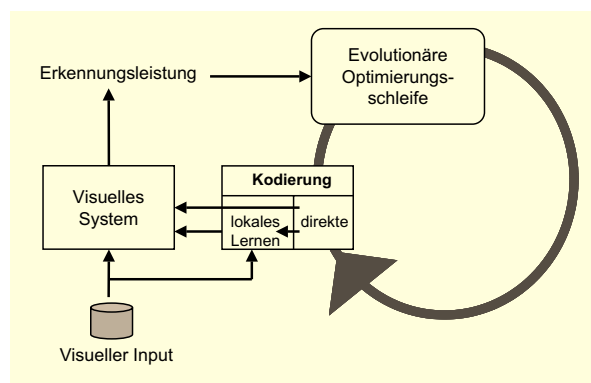 Evolutionäre
Optimierungs-
schleife
Erkennungsleistung
Kodierung
Visuelles
System
lokales
Lernen
direkte
Visueller Input